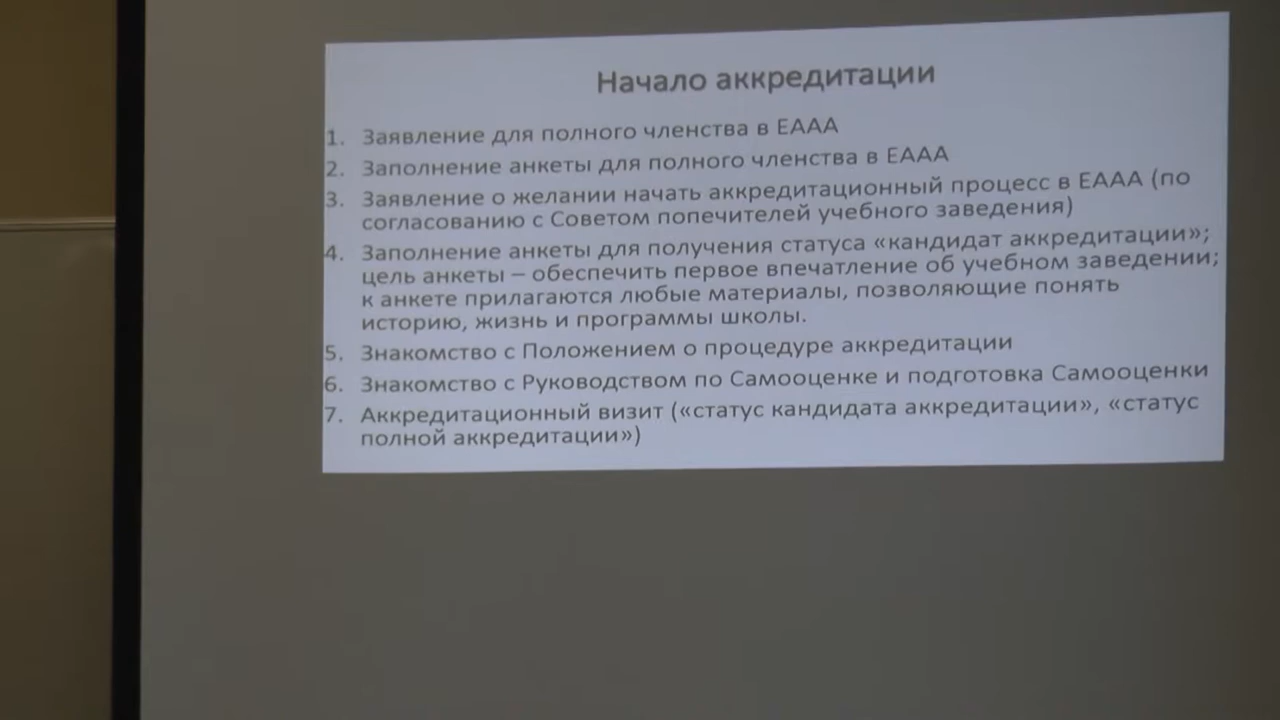 Начало аккредитации
1. Заявление для полного членства в ЕААА
2. Заполнение анкеты для полного членства в ЕААА
3. Заявление о желании начать аккредитационный процесс в ЕААА (по
согласованию с Советом попечителей учебного заведения)
4. Заполнение анкеты для получения статуса «кандидат аккредитации»;
цель анкеты – обеспечить первое впечатление об учебном заведении;
к анкете прилагаются любые материалы, позволяющие понять
историю, жизнь и программы школы.
5. Знакомство с Положением о процедуре аккредитации
6. Знакомство с Руководством по Самооценке и подготовка Самооценки
7. Аккредитационный визит («статус кандидата аккредитации», «статус
полной аккредитации»)